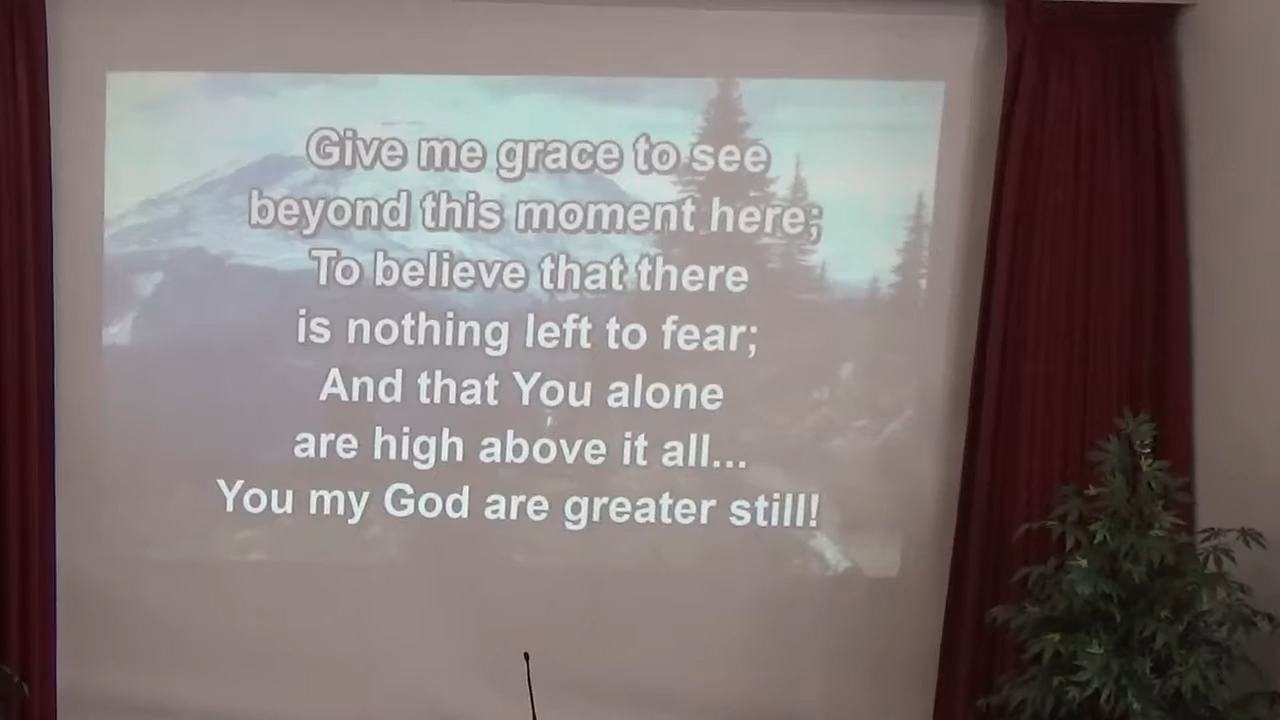 Give me grace to see
beyond this moment here;
To believe that there
is nothing left to fear;
And that You alone
are high above it all...
You my God are greater still!